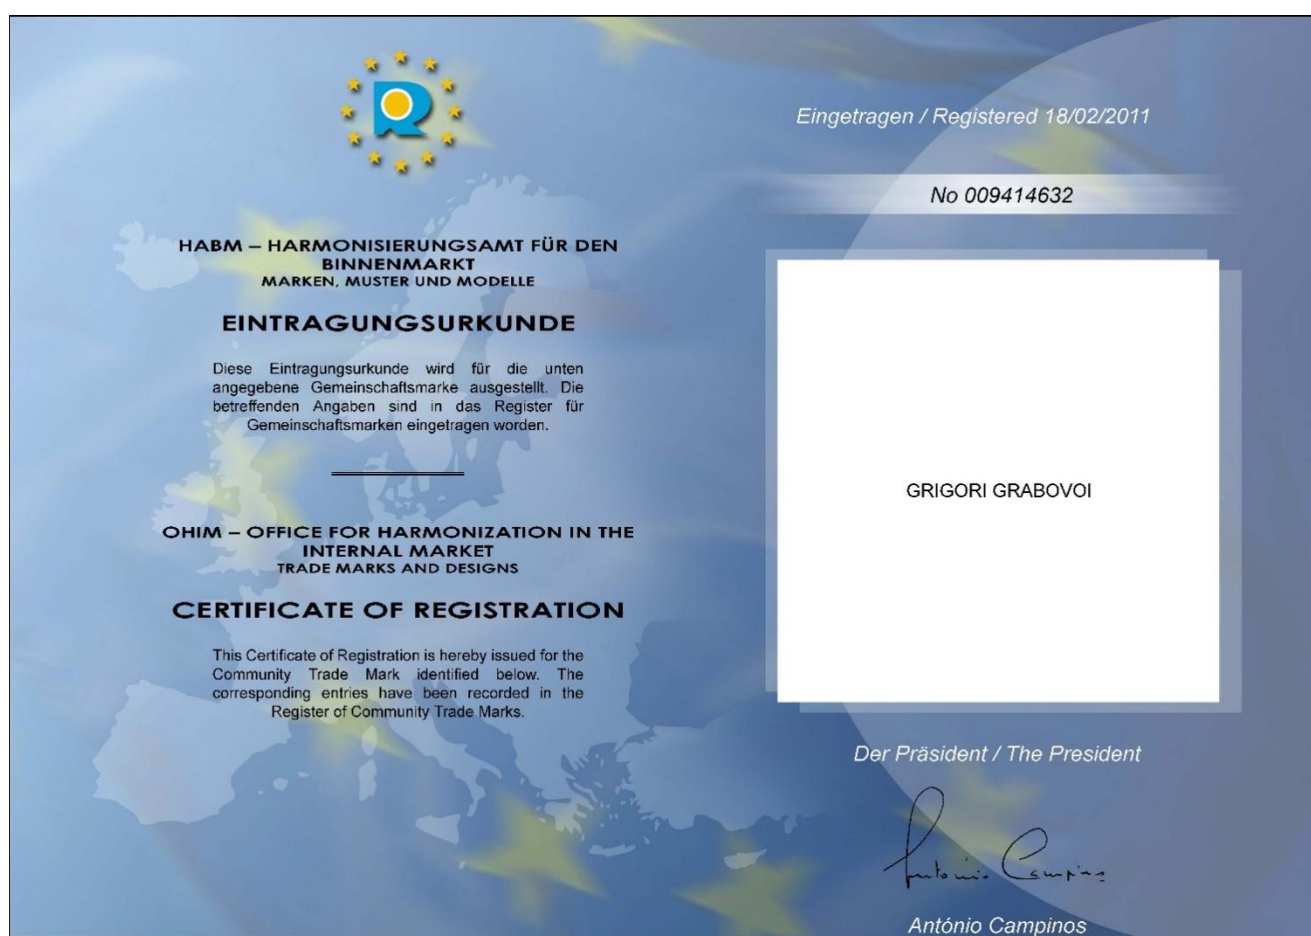 HABM – HARMONISIERUNGSAMT FÜR DEN
BINNENMARKT
MARKEN, MUSTER UND MODELLE
EINTRAGUNGSURKUNDE
Diese Eintragungsurkunde wird für die unten
angegebene Gemeinschaftsmarke ausgestellt. Die
betreffenden Angaben sind in das Register für
Gemeinschaftsmarken eingetragen worden.
OHIM – OFFICE FOR HARMONIZATION IN THE
INTERNAL MARKET
TRADE MARKS AND DESIGNS
CERTIFICATE OF REGISTRATION
This Certificate of Registration is hereby issued for the
Community Trade Mark identified below. The
corresponding entries have been recorded in the
Register of Community Trade Marks.
Eingetragen / Registered 18/02/2011
No 009414632
GRIGORI GRABOVOI
Der Präsident / The President
António Campinos
António Campinos